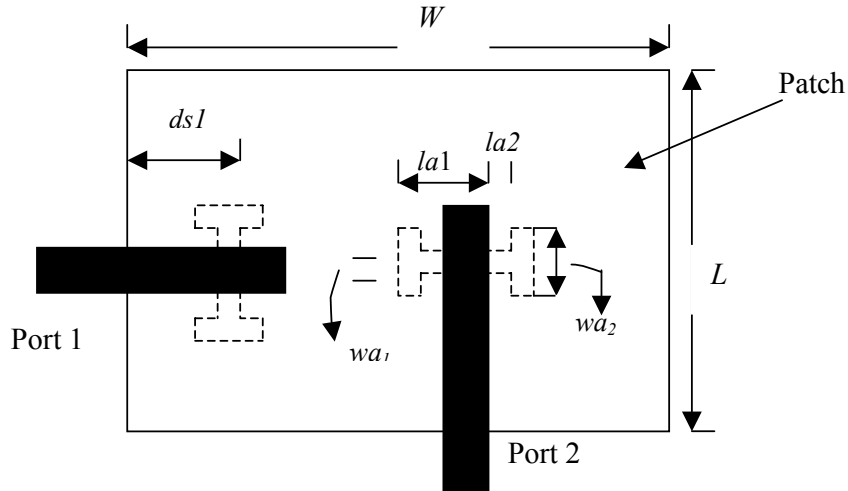 W
Patch
ds1
la2
la1
L
wa₂
Port 1
wa₁
Port 2